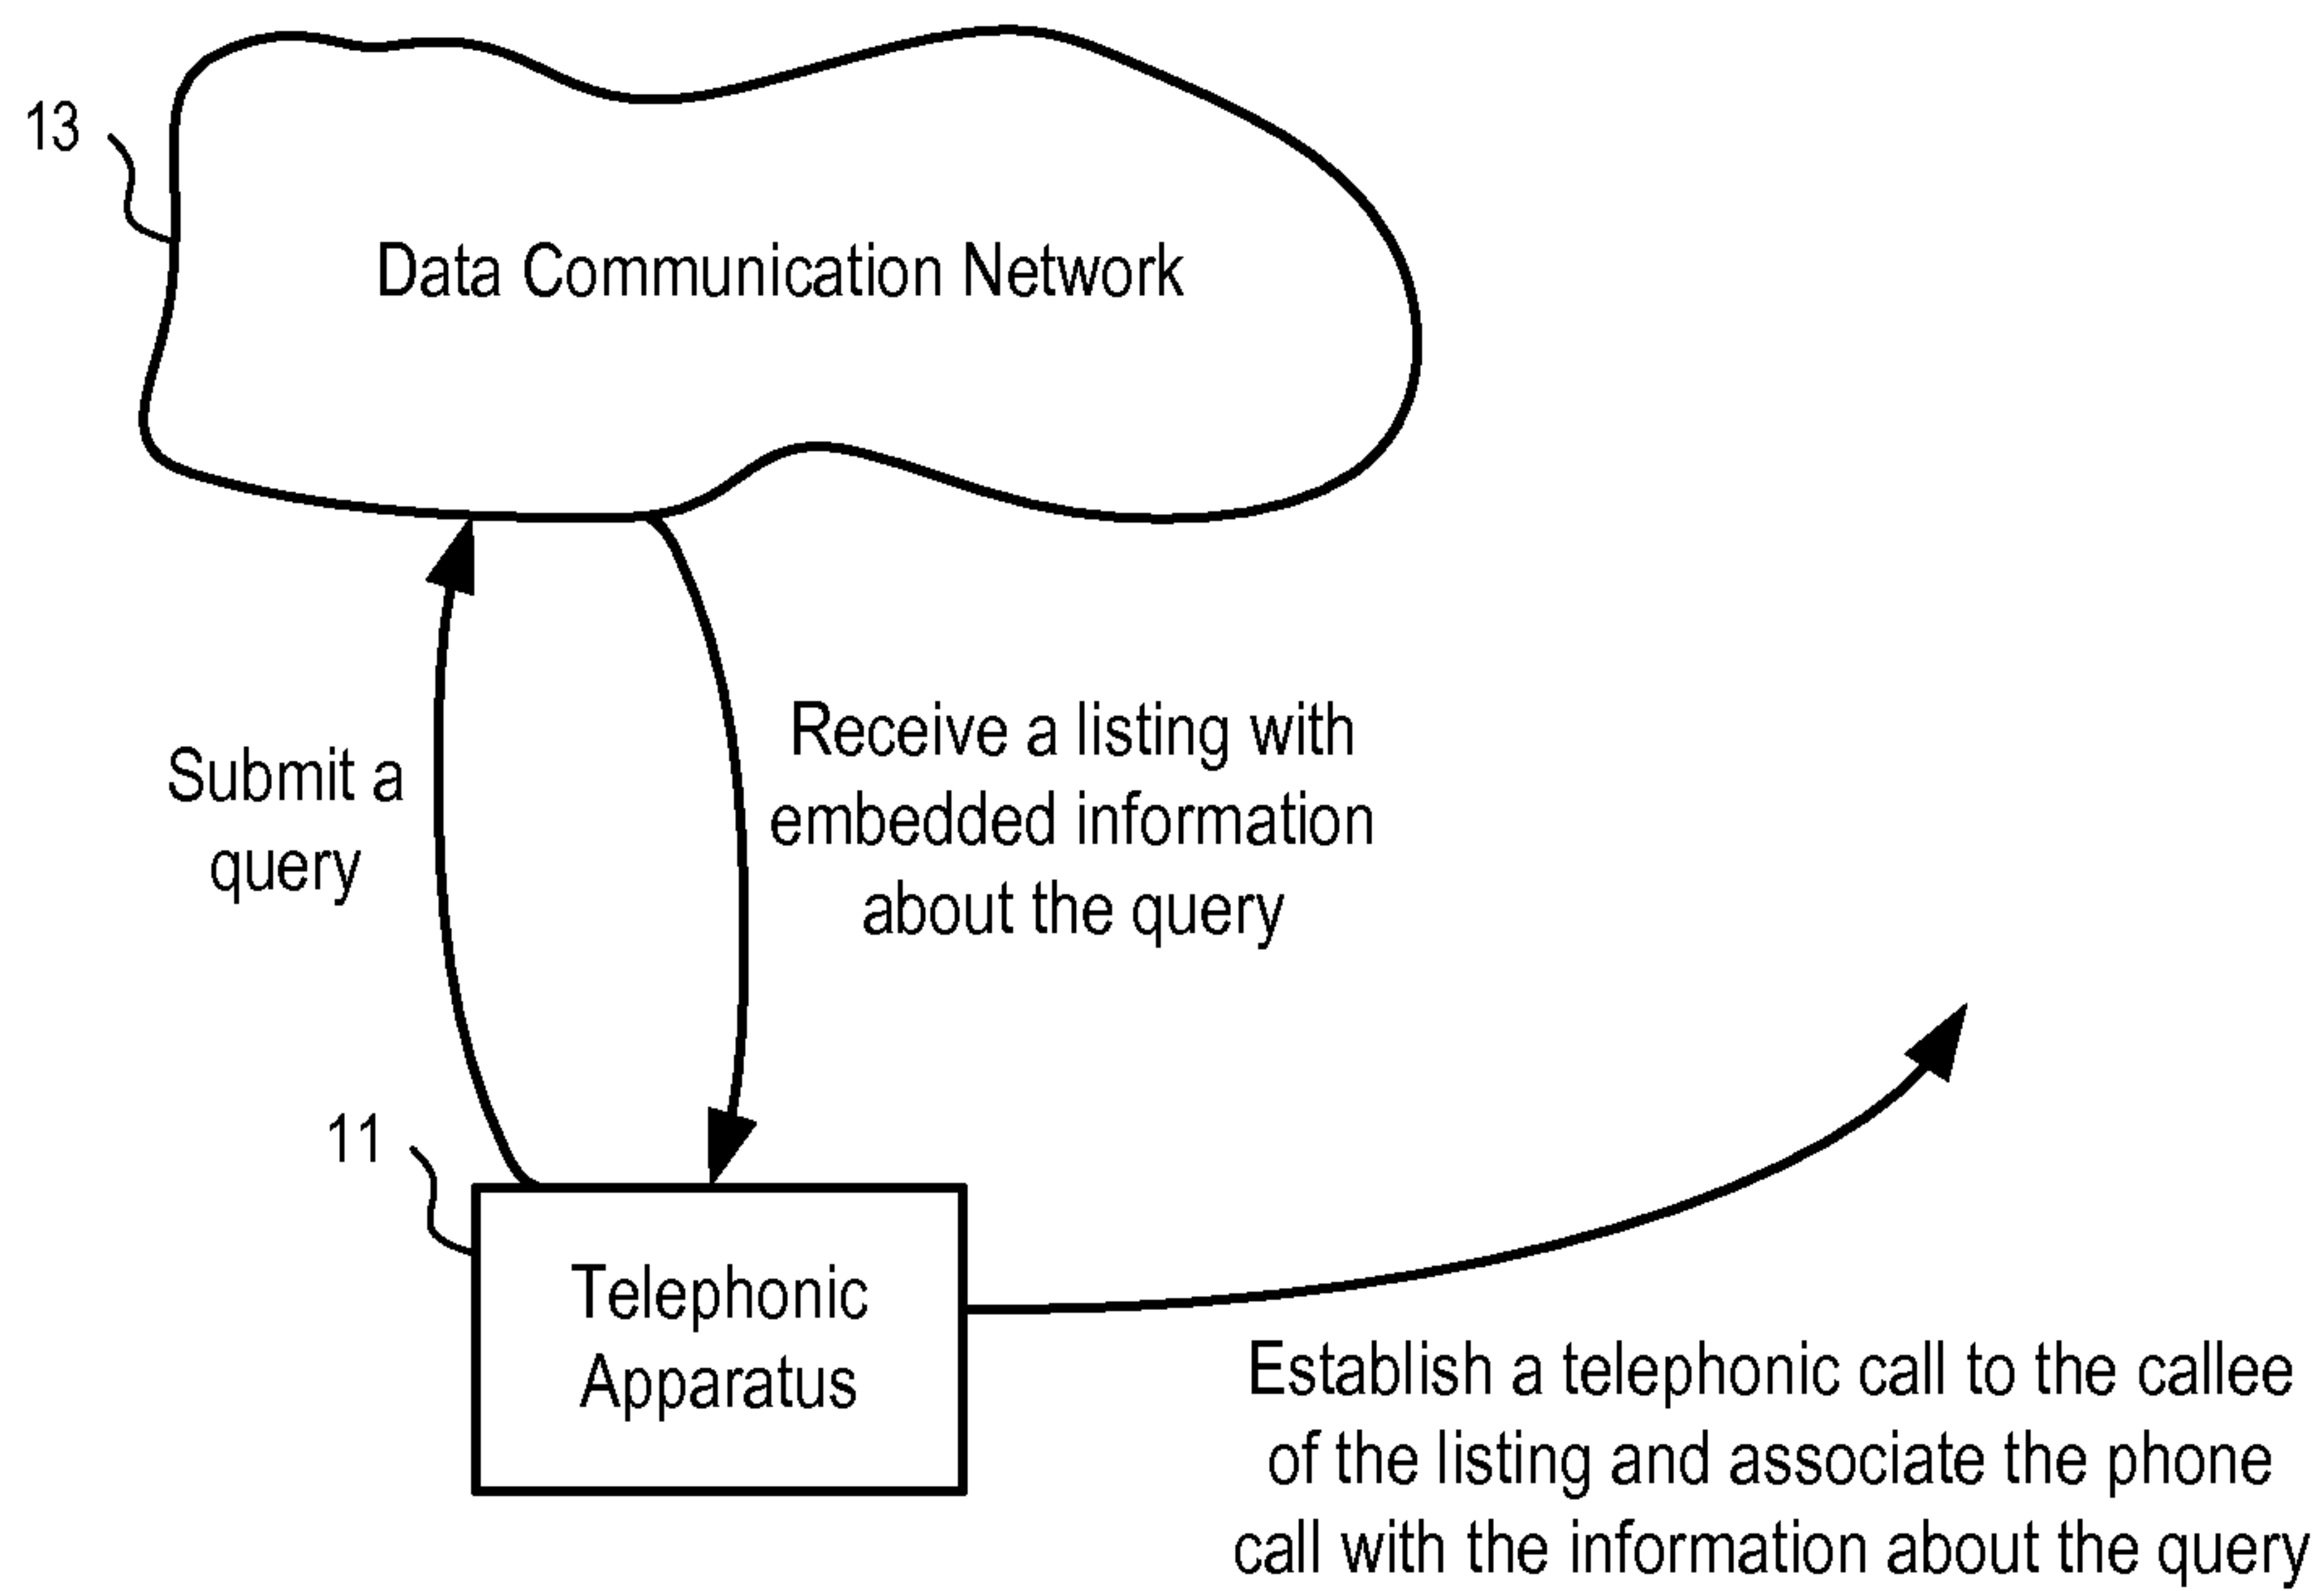 13
Data Communication Network
Submit a
query
Receive a listing with
embedded information
about the query
11
Telephonic
Apparatus
Establish a telephonic call to the callee
of the listing and associate the phone
call with the information about the query